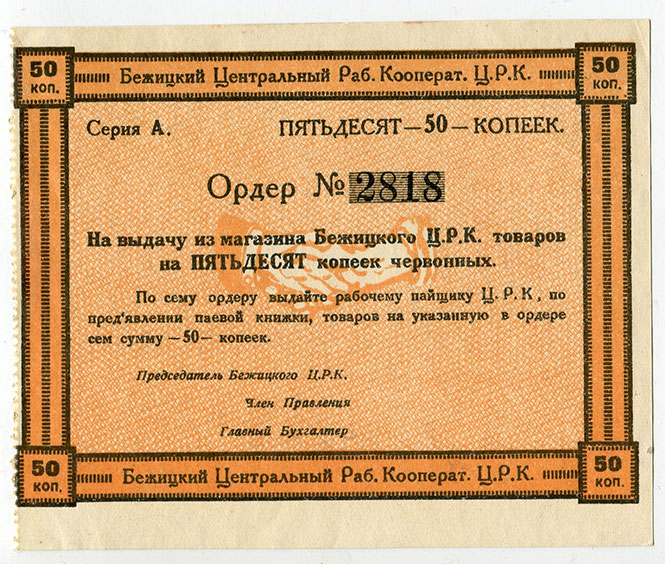 50 КОП.
Бежицкий Центральный Раб. Кооперат. Ц.Р.К.
50 КОП.
Серия А. ПЯТЬДЕСЯТ—50—КОПЕЕК.
Ордер № 2818
На выдачу из магазина Бежицкого Ц.Р.К. товаров
на ПЯТЬДЕСЯТ копеек червонных.
По сему ордеру выдайте рабочему пайщику Ц.Р.К, по
пред'явлении паевой книжки, товаров на указанную в ордере
сем сумму —50— копеек.
Председатель Бежицкого Ц.Р.К.
Член Правления
Главный Бухгалтер
50 КОП.
Бежицкий Центральный Раб. Кооперат. Ц.Р.К.
50 КОП.